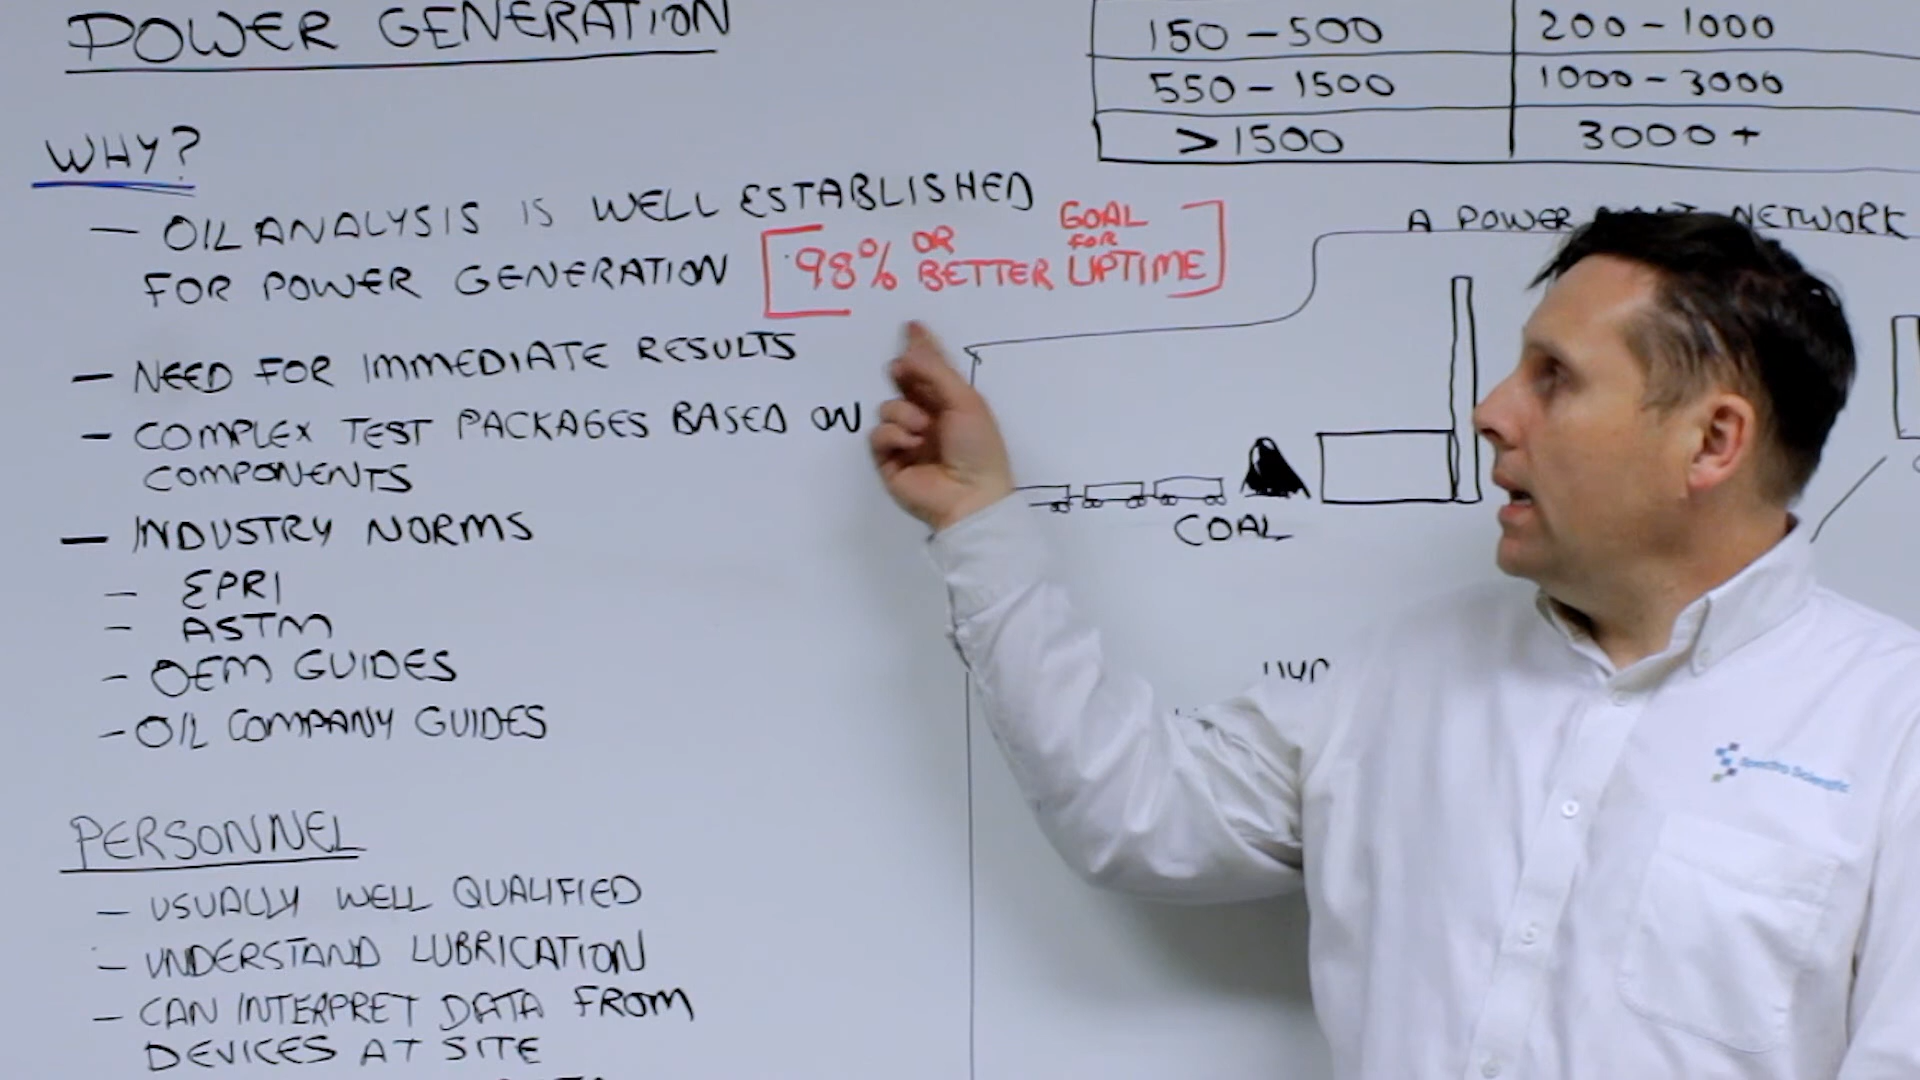 POWER GENERATION
WHY?
- OIL ANALYSIS IS WELL ESTABLISHED
FOR POWER GENERATION [98% OR BETTER GOAL FOR UPTIME]
- NEED FOR IMMEDIATE RESULTS
- COMPLEX TEST PACKAGES BASED ON
COMPONENTS
- INDUSTRY NORMS
- EPRI
- ASTM
- OEM GUIDES
- OIL COMPANY GUIDES
PERSONNEL
- USUALLY WELL QUALIFIED
- UNDERSTAND LUBRICATION
- CAN INTERPRET DATA FROM
DEVICES AT SITE
150-500 200-1000
550-1500 1000-3000
>1500 3000+
A POWER NETWORK
COAL
Spectro Scientific